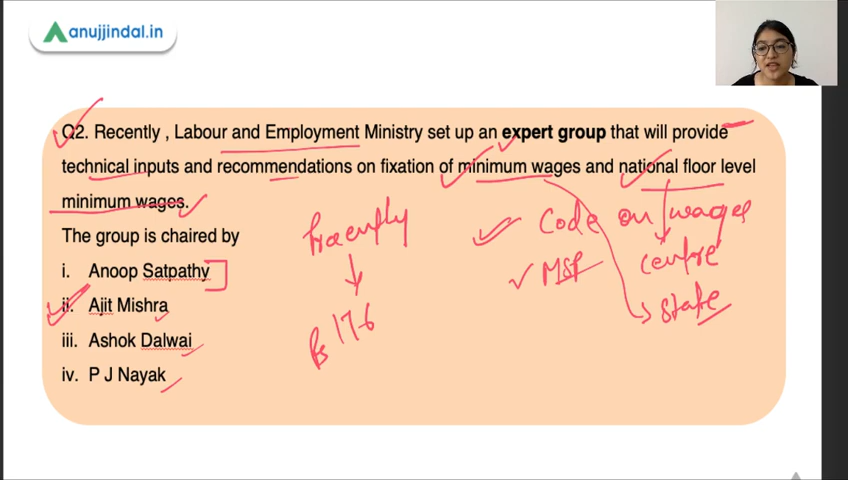 anujjindal.in
Q2. Recently , Labour and Employment Ministry set up an expert group that will provide
technical inputs and recommendations on fixation of minimum wages and national floor level
minimum wages.
The group is chaired by
i. Anoop Satpathy
ii. Ajit Mishra
iii. Ashok Dalwai
iv. P J Nayak
Rs 176
Code on wages
MSP
centre
state